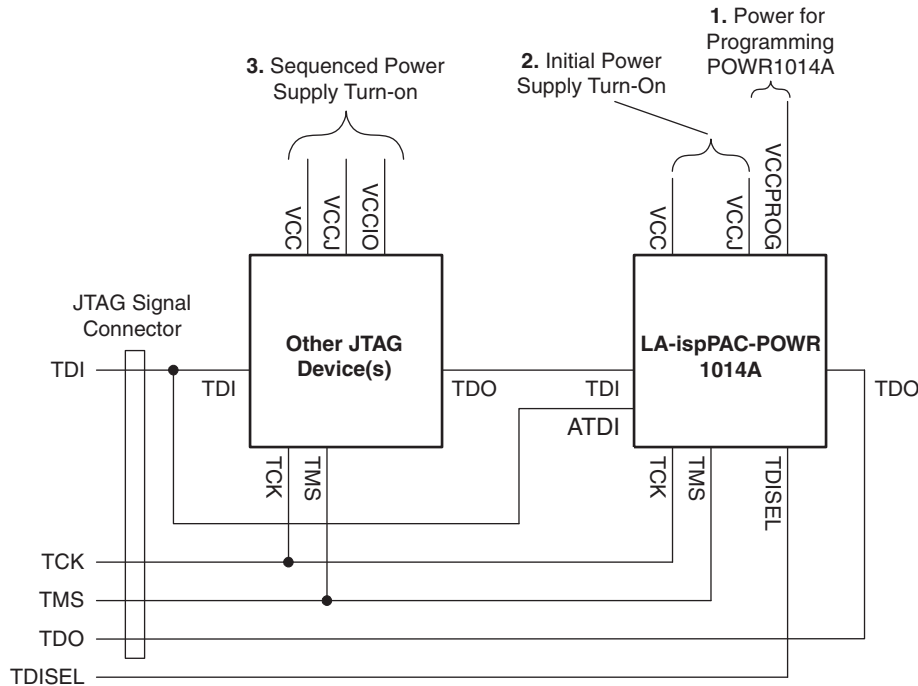 1. Power for
Programming
POWR1014A
2. Initial Power
Supply Turn-On
3. Sequenced Power
Supply Turn-on
VCC
VCCJ
VCCIO
VCC
VCCJ
VCCPROG
JTAG Signal
Connector
Other JTAG
Device(s)
LA-ispPAC-POWR
1014A
TDI
TDI
TDO
TDI
TDO
ATDI
TCK
TMS
TCK
TMS
TDISEL
TCK
TMS
TDO
TDISEL